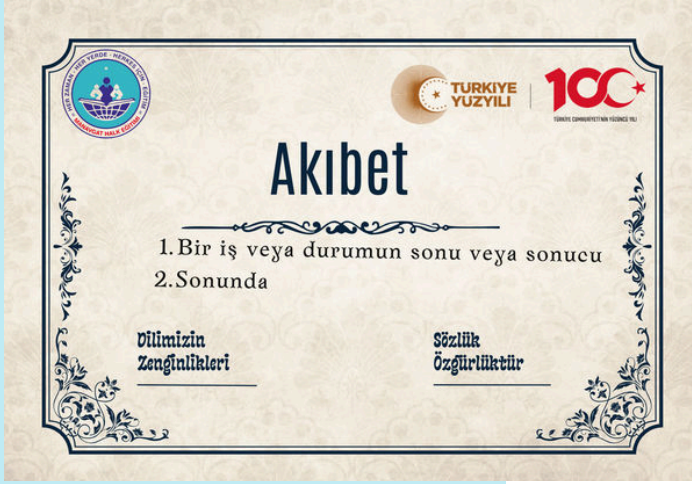 HER ZAMAN - HER YERDE - HERKES İÇİN - EĞİTİM
MANAVGAT HALK EĞİTİMİ
TÜRKİYE
YÜZYILI
100
TÜRKİYE CUMHURİYETİ'NİN YÜZÜNCÜ YILI
Akıbet
1.Bir iş veya durumun sonu veya sonucu
2.Sonunda
Dilimizin
Zenginlikleri
Sözlük
Özgürlüktür